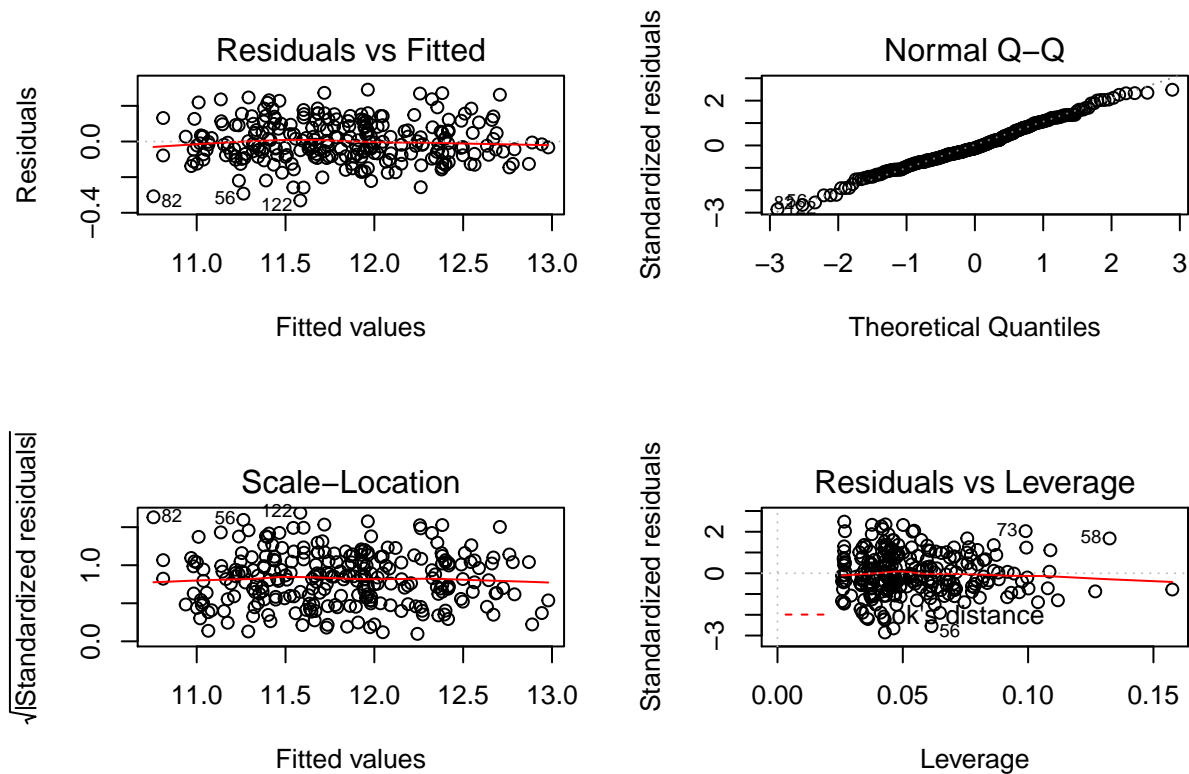 Residuals vs Fitted
Residuals
0.0
−0.4
82
56
122
11.0 11.5 12.0 12.5 13.0
Fitted values
Normal Q−Q
Standardized residuals
2
0
−3
56
−3 −2 −1 0 1 2 3
Theoretical Quantiles
Scale−Location
√|Standardized residuals|
1.0
0.0
82
56
122
11.0 11.5 12.0 12.5 13.0
Fitted values
Residuals vs Leverage
Standardized residuals
2
0
−3
73
58
distance
56
0.00 0.05 0.10 0.15
Leverage